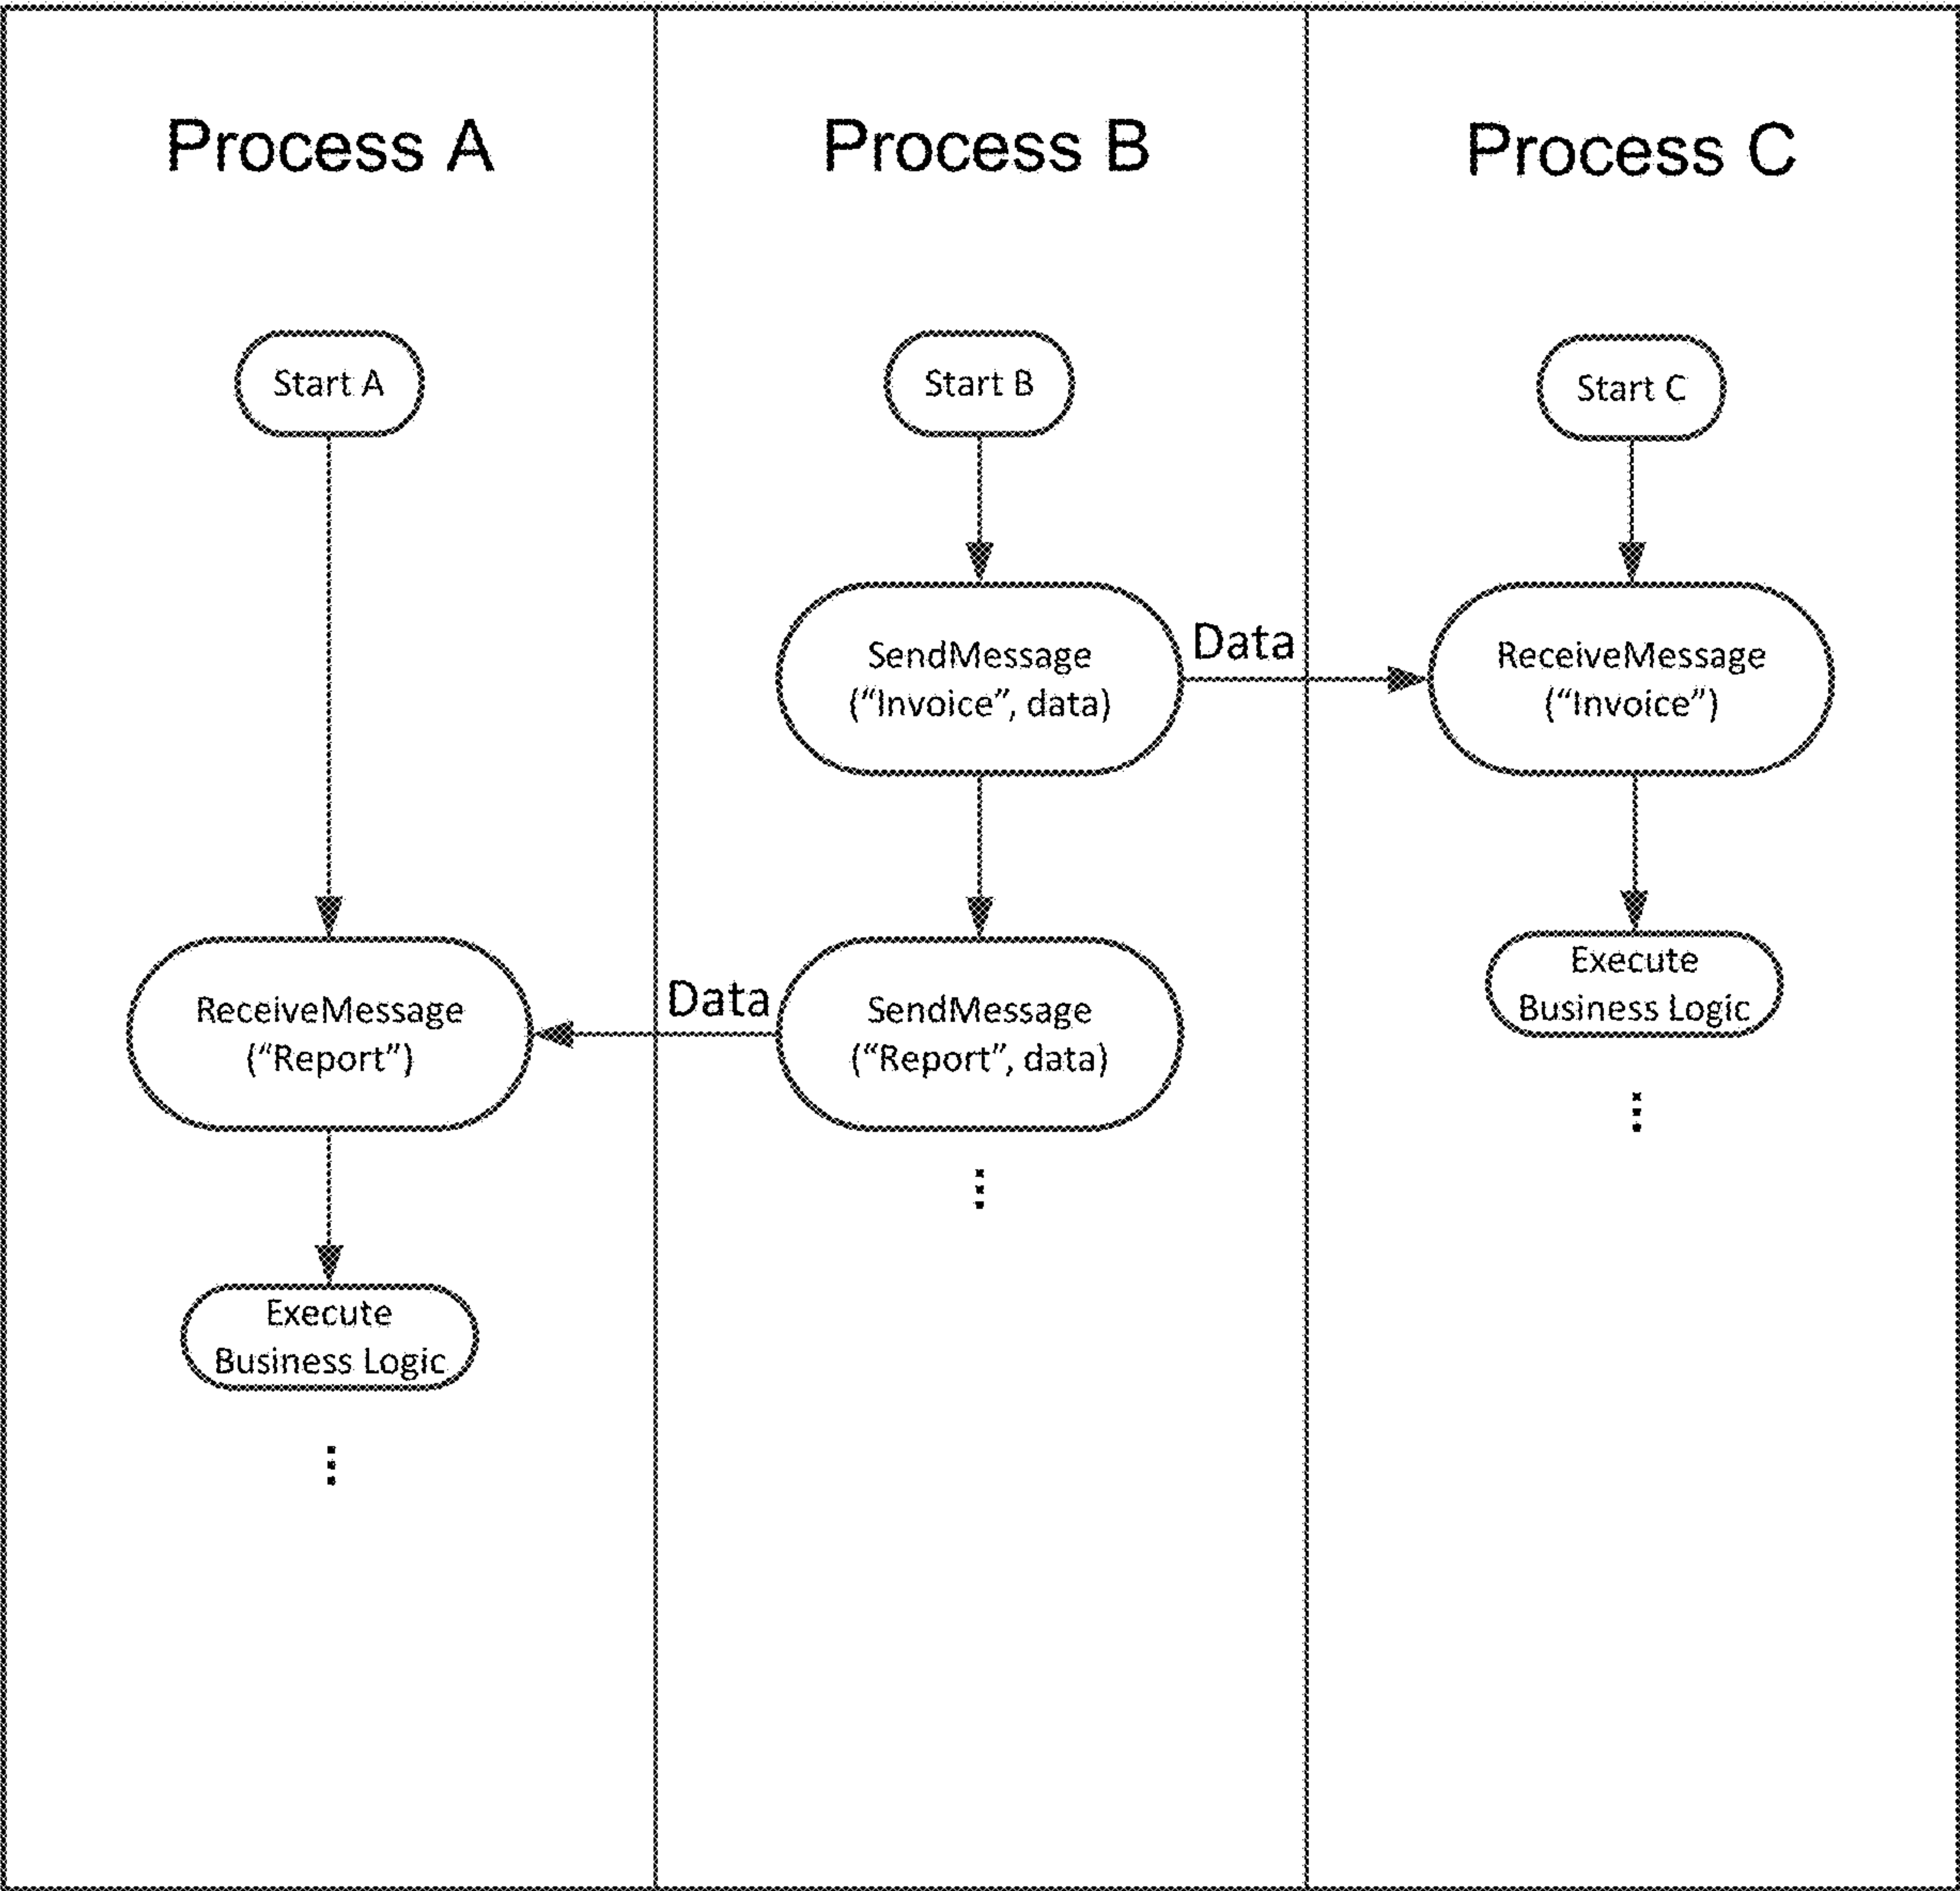 Process A
Process B
Process C
Start A
Start B
Start C
SendMessage
(“Invoice”, data)
Data
ReceiveMessage
(“Invoice”)
Execute
Business Logic
ReceiveMessage
(“Report”)
Data
SendMessage
(“Report”, data)
Execute
Business Logic